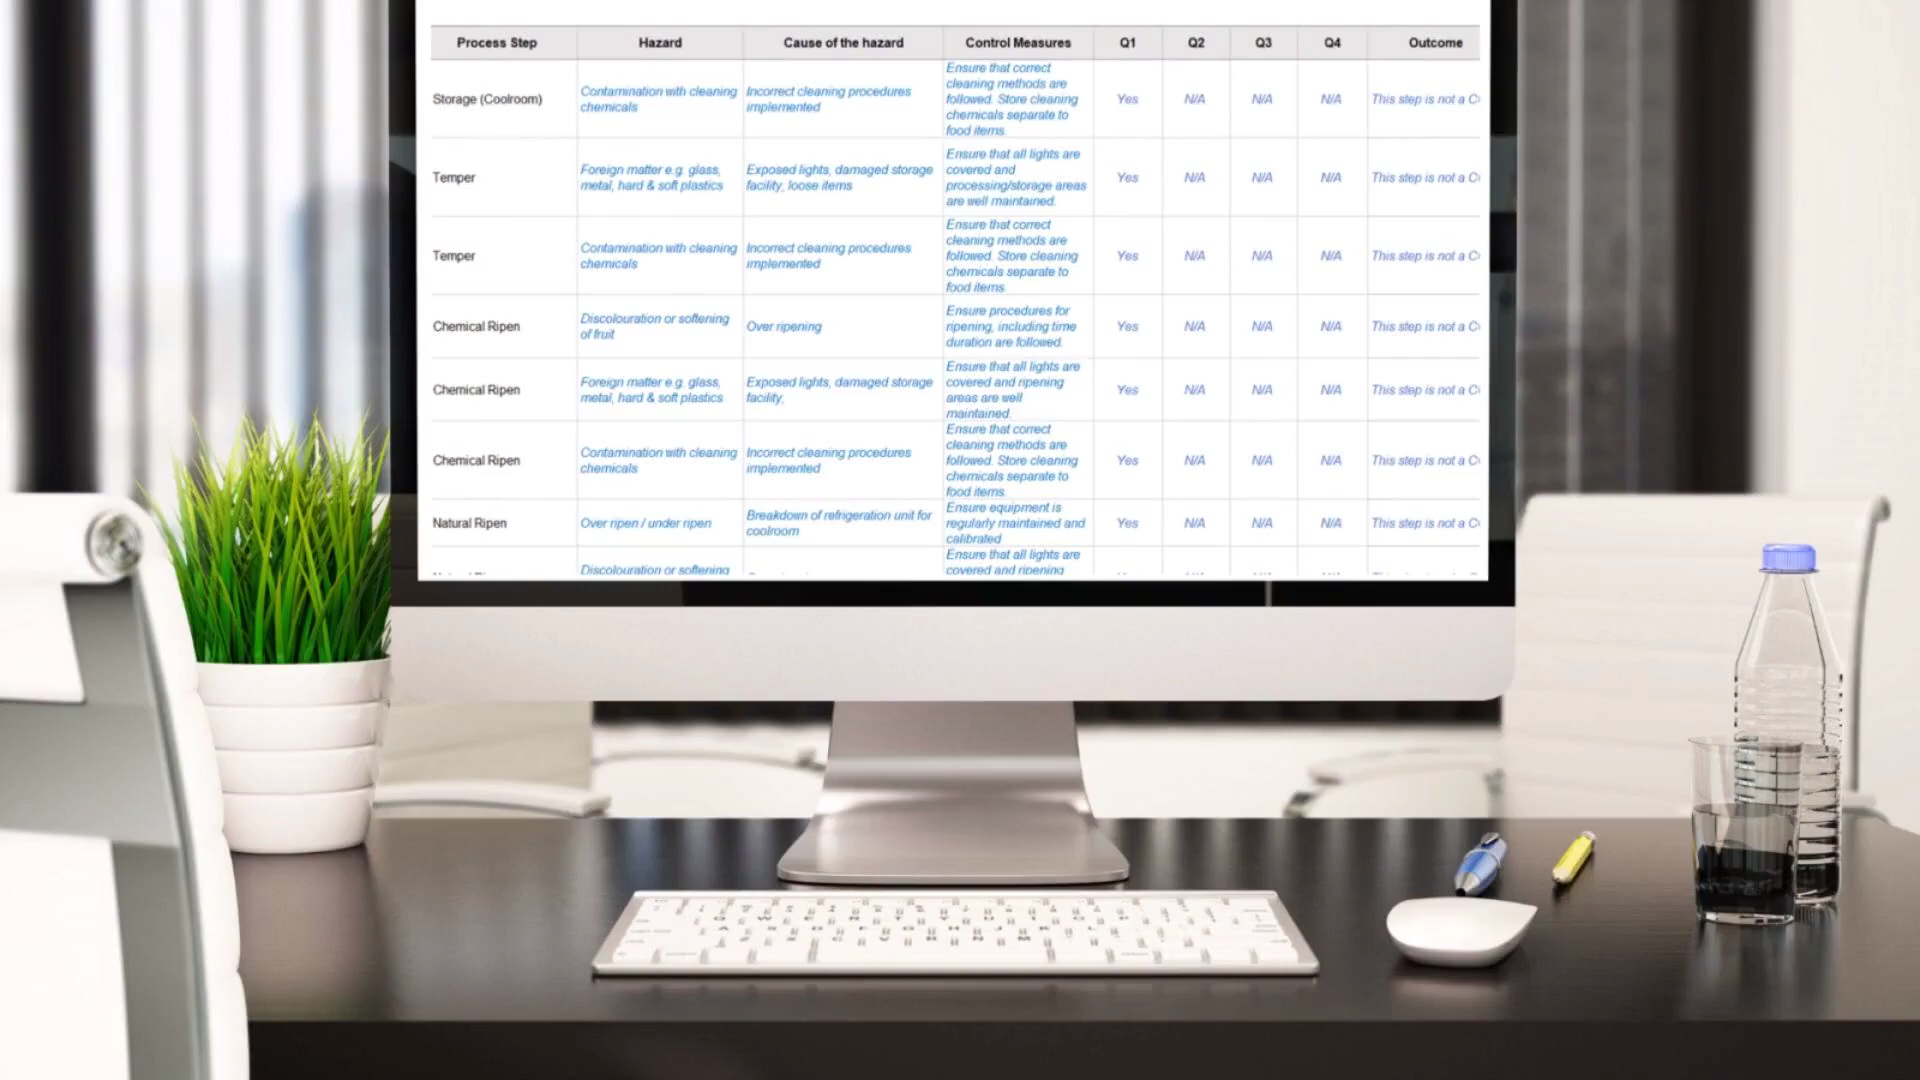 Process Step Hazard Cause of the hazard Control Measures Q1 Q2 Q3 Q4 Outcome
Storage (Coolroom)
Contamination with cleaning
chemicals
Incorrect cleaning procedures
implemented
Ensure that correct
cleaning methods are
followed. Store cleaning
chemicals separate to
food items.
Yes N/A N/A N/A This step is not a C
Temper
Foreign matter e.g. glass,
metal, hard & soft plastics
Exposed lights, damaged storage
facility, loose items
Ensure that all lights are
covered and
processing/storage areas
are well maintained.
Yes N/A N/A N/A This step is not a C
Temper
Contamination with cleaning
chemicals
Incorrect cleaning procedures
implemented
Ensure that correct
cleaning methods are
followed. Store cleaning
chemicals separate to
food items.
Yes N/A N/A N/A This step is not a C
Chemical Ripen
Discolouration or softening
of fruit
Over ripening
Ensure procedures for
ripening, including time
duration are followed.
Yes N/A N/A N/A This step is not a C
Chemical Ripen
Foreign matter e.g. glass,
metal, hard & soft plastics
Exposed lights, damaged storage
facility,
Ensure that all lights are
covered and ripening
areas are well
maintained.
Yes N/A N/A N/A This step is not a C
Chemical Ripen
Contamination with cleaning
chemicals
Incorrect cleaning procedures
implemented
Ensure that correct
cleaning methods are
followed. Store cleaning
chemicals separate to
food items.
Yes N/A N/A N/A This step is not a C
Natural Ripen
Over ripen / under ripen
Breakdown of refrigeration unit for
coolroom
Ensure equipment is
regularly maintained and
calibrated
Yes N/A N/A N/A This step is not a C
Discolouration or softening
Ensure that all lights are
covered and ripening